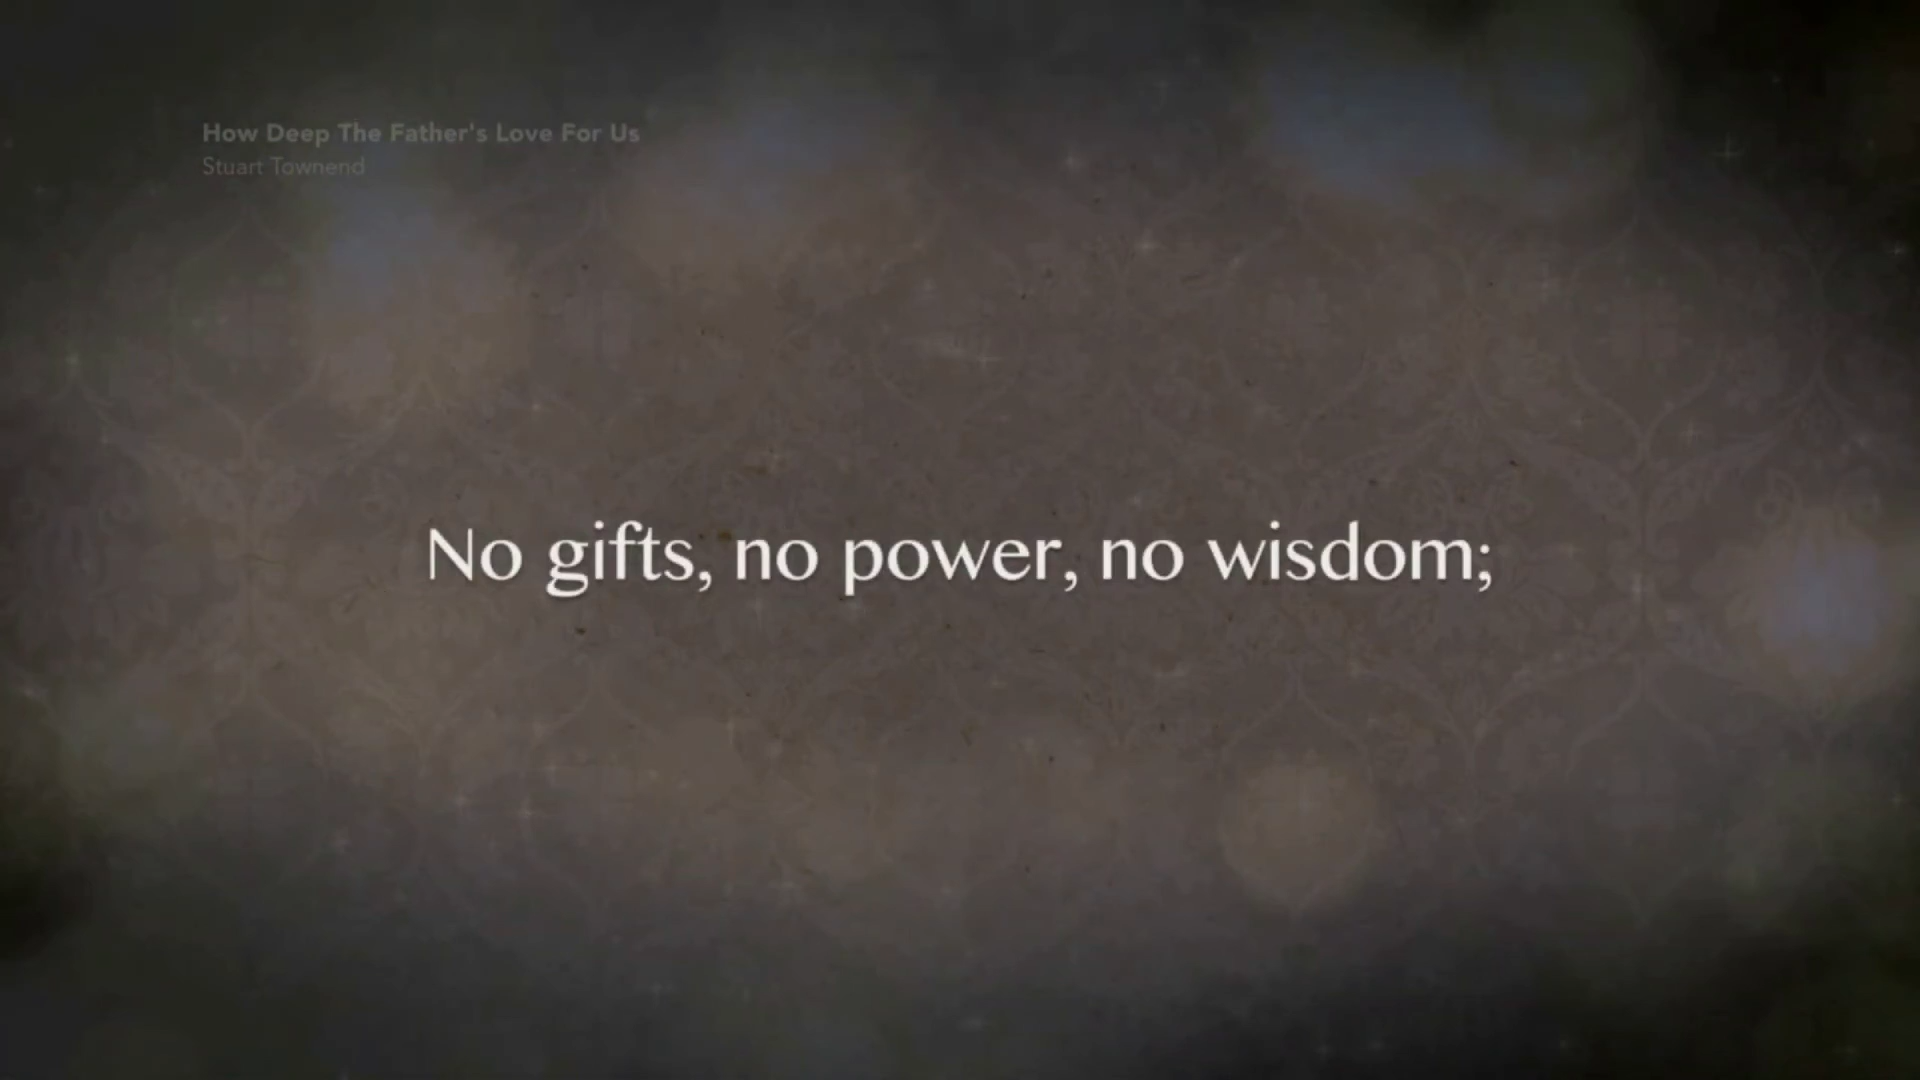 How Deep The Father's Love For Us
Stuart Townend
No gifts, no power, no wisdom;